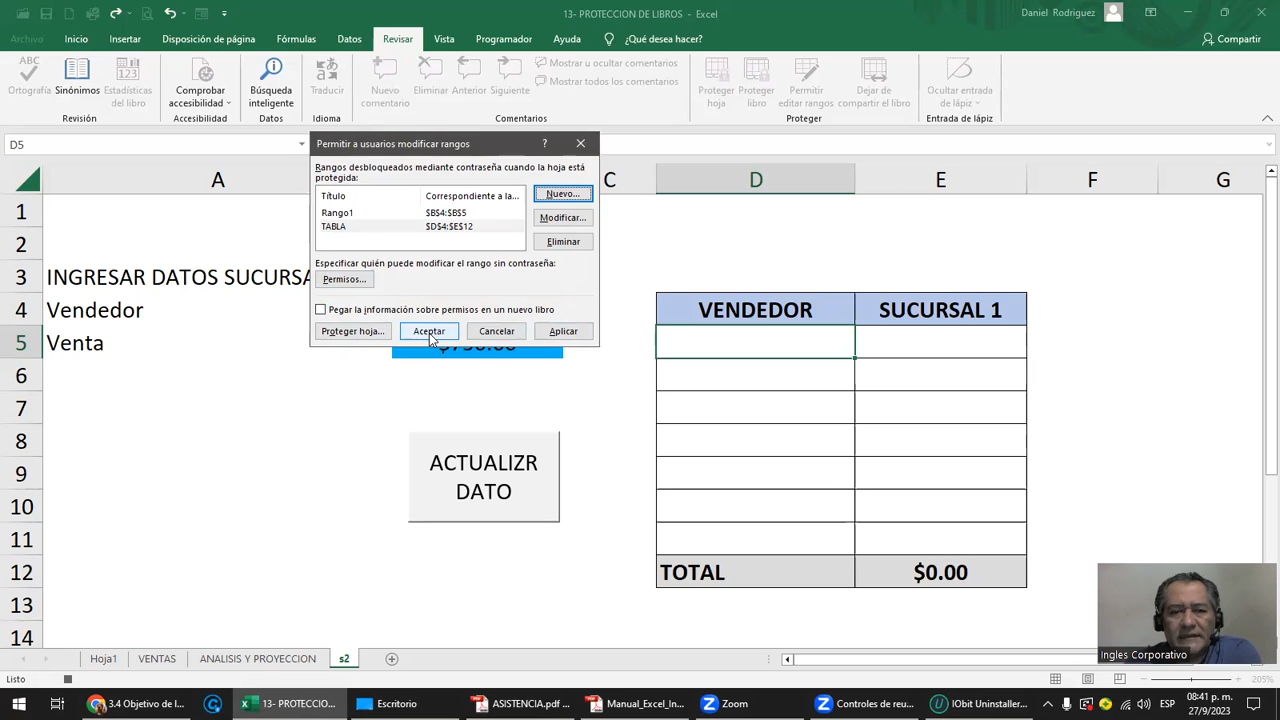 13- PROTECCION DE LIBROS - Excel
Daniel Rodriguez
Archivo Inicio Insertar Disposición de página Fórmulas Datos Revisar Vista Programador Ayuda ¿Qué desea hacer? Compartir
ABC
Ortografía
Sinónimos
Estadísticas
del libro
Revisión
Comprobar
accesibilidad
Accesibilidad
Búsqueda
inteligente
Datos
Traducir
Idioma
Nuevo
comentario
Eliminar
Anterior
Siguiente
Mostrar u ocultar comentarios
Mostrar todos los comentarios
Comentarios
Proteger
hoja
Proteger
libro
Permitir
editar rangos
Dejar de
compartir el libro
Proteger
Ocultar entrada
de lápiz
Entrada de lápiz
D5
Permitir a usuarios modificar rangos
?
Rangos desbloqueados mediante contraseña cuando la hoja está
protegida:
Título Correspondiente a la...
Rango1 $B$4:$B$5
TABLA $D$4:$E$12
Nuevo...
Modificar...
Eliminar
Especificar quién puede modificar el rango sin contraseña:
Permisos...
Pegar la información sobre permisos en un nuevo libro
Proteger hoja... Aceptar Cancelar Aplicar
A C D E F G
1
2
3 INGRESAR DATOS SUCURSA
4 Vendedor VENDEDOR SUCURSAL 1
5 Venta $750.00
6
7
8
9
10
11
12 TOTAL $0.00
13
14
ACTUALIZR
DATO
Ingles Corporativo
Hoja1 VENTAS ANALISIS Y PROYECCION s2
Listo
205%
3.4 Objetivo de l...
13- PROTECCIO...
Escritorio
ASISTENCIA.pdf ...
Manual_Excel_In...
Zoom
Controles de reu...
IObit Uninstaller...
ESP
08:41 p. m.
27/9/2023